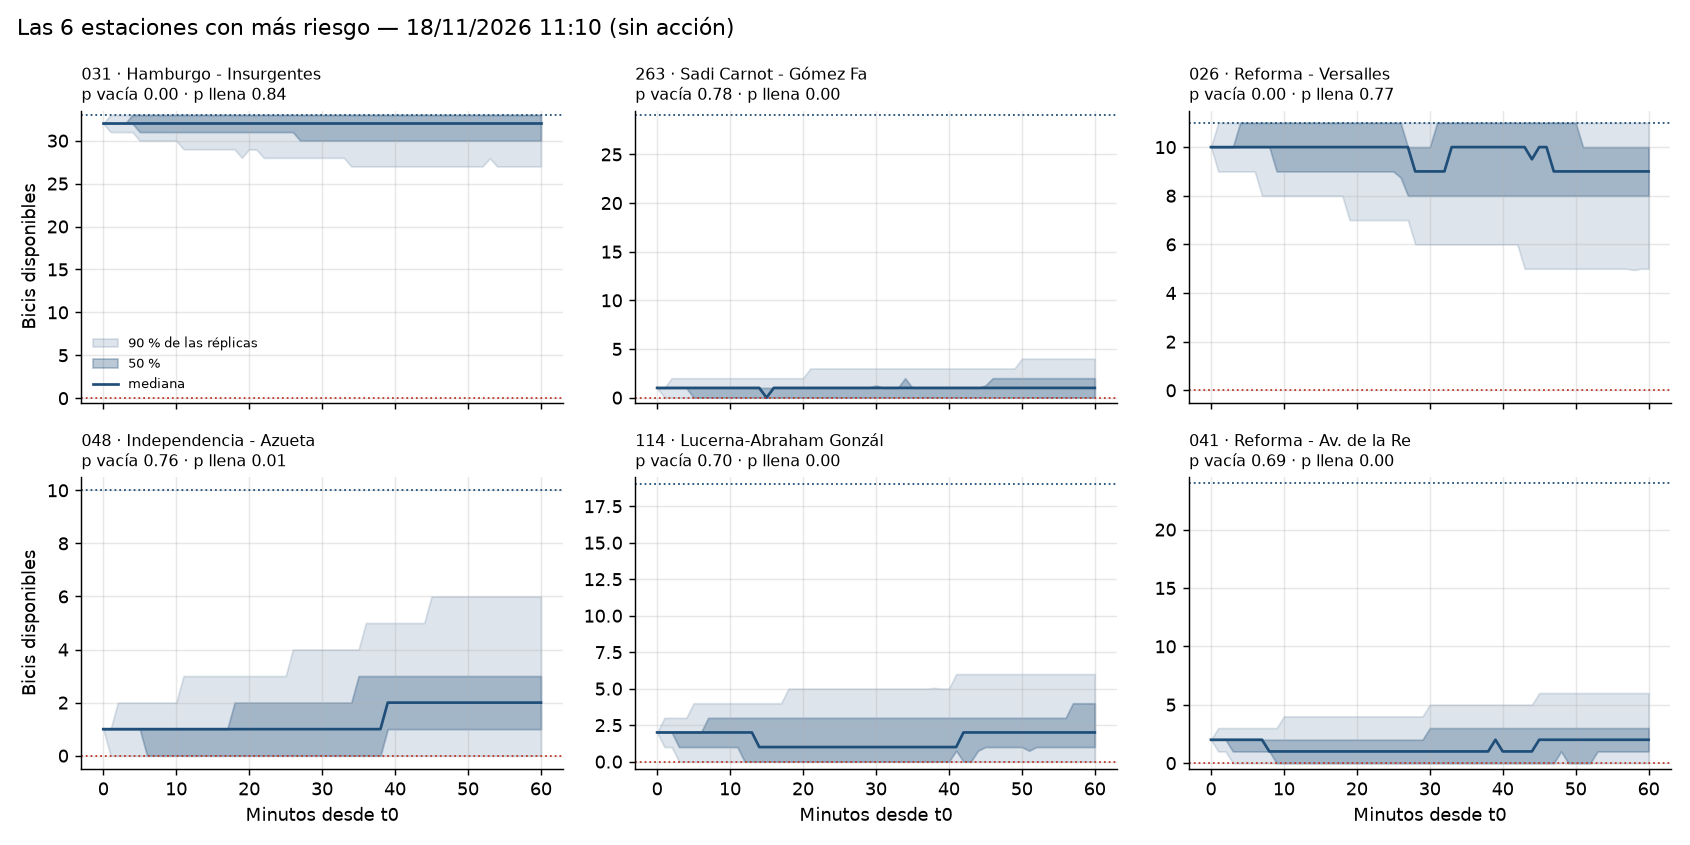 Las 6 estaciones con más riesgo — 18/11/2026 11:10 (sin acción)
031 · Hamburgo - Insurgentes
p vacía 0.00 · p llena 0.84
30
25
20
15
10
5
0
Bicis disponibles
90 % de las réplicas
50 %
mediana
263 · Sadi Carnot - Gómez Fa
p vacía 0.78 · p llena 0.00
25
20
15
10
5
0
026 · Reforma - Versalles
p vacía 0.00 · p llena 0.77
10
8
6
4
2
0
048 · Independencia - Azueta
p vacía 0.76 · p llena 0.01
10
8
6
4
2
0
Bicis disponibles
0 10 20 30 40 50 60
Minutos desde t0
114 · Lucerna-Abraham Gonzál
p vacía 0.70 · p llena 0.00
17.5
15.0
12.5
10.0
7.5
5.0
2.5
0.0
0 10 20 30 40 50 60
Minutos desde t0
041 · Reforma - Av. de la Re
p vacía 0.69 · p llena 0.00
20
15
10
5
0
0 10 20 30 40 50 60
Minutos desde t0